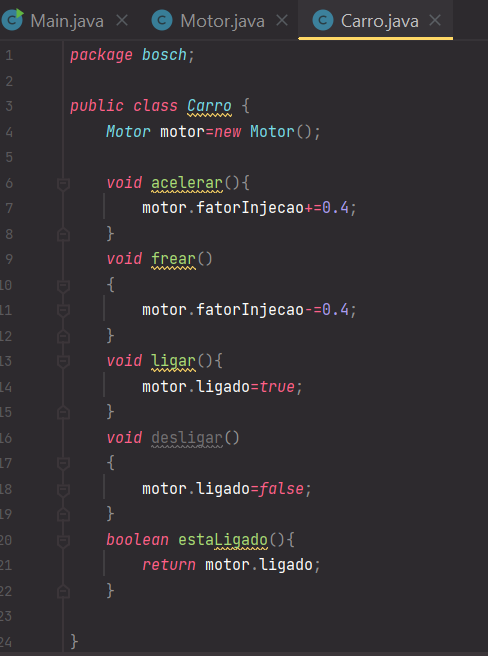 Main.java × Motor.java × Carro.java ×
1 package bosch;
2
3 public class Carro {
4 Motor motor=new Motor();
5
6 void acelerar(){
7 motor.fatorInjecao+=0.4;
8 }
9 void frear()
10 {
11 motor.fatorInjecao-=0.4;
12 }
13 void ligar(){
14 motor.ligado=true;
15 }
16 void desligar()
17 {
18 motor.ligado=false;
19 }
20 boolean estaLigado(){
21 return motor.ligado;
22 }
23
24 }